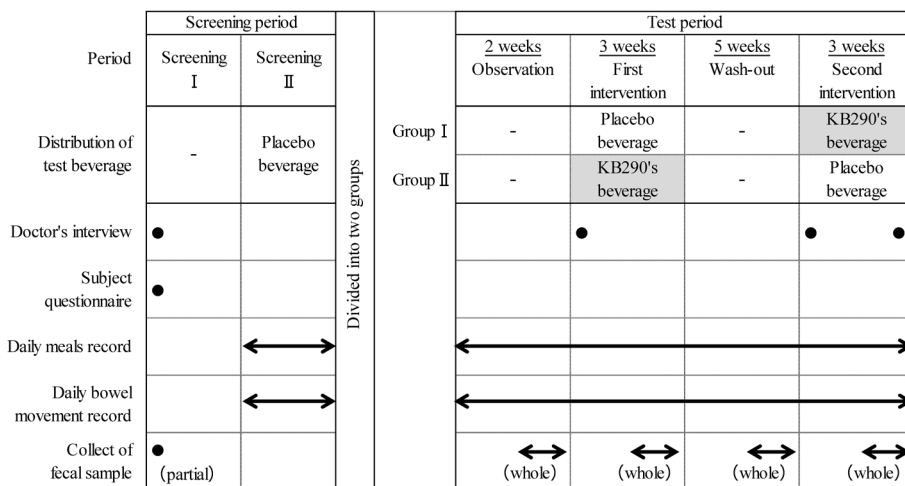 Screening period
Test period
Period
Screening
Ⅰ
Screening
Ⅱ
2 weeks
Observation
3 weeks
First
intervention
5 weeks
Wash-out
3 weeks
Second
intervention
Divided into two groups
Distribution of
test beverage
-
Placebo
beverage
Group Ⅰ
-
Placebo
beverage
-
KB290's
beverage
Group Ⅱ
-
KB290's
beverage
-
Placebo
beverage
Doctor's interview
Subject
questionnaire
Daily meals record
Daily bowel
movement record
Collect of
fecal sample
(partial)
(whole)
(whole)
(whole)
(whole)